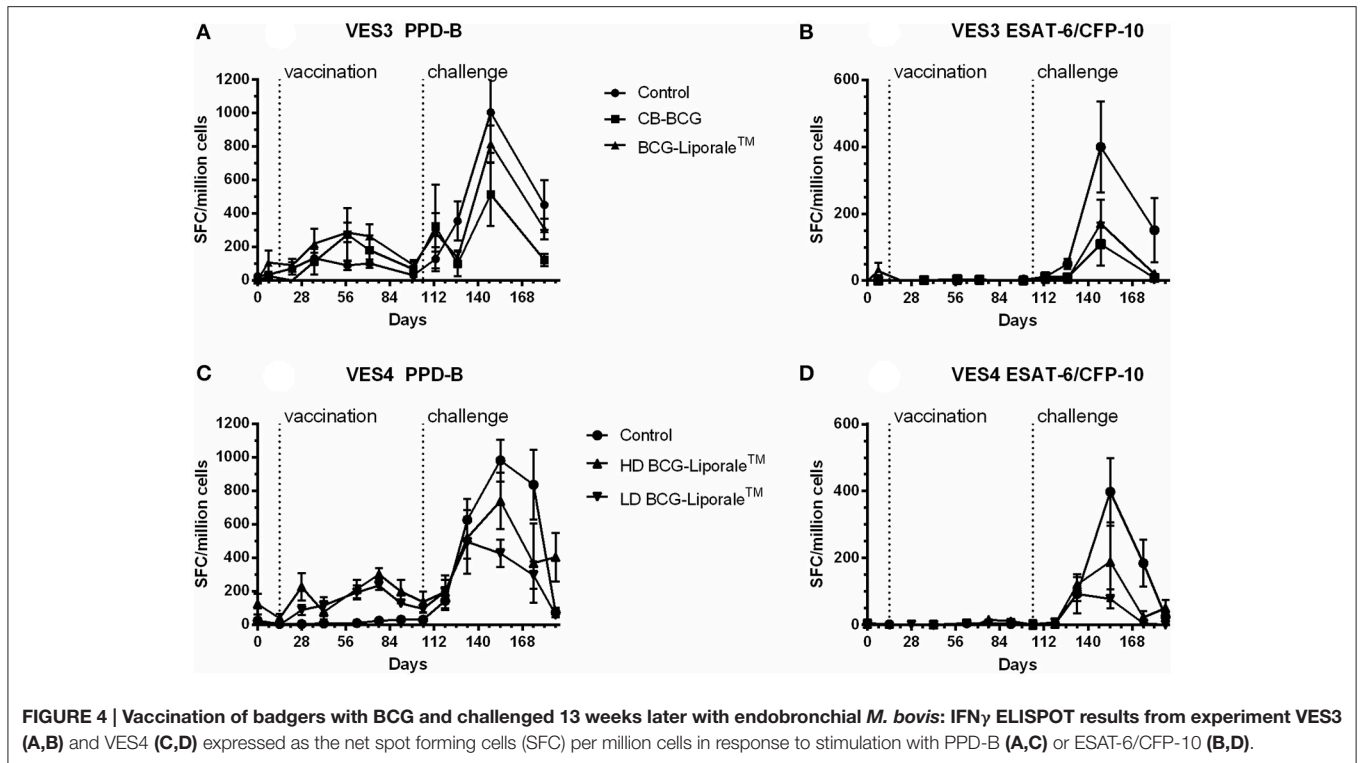 A VES3 PPD-B
vaccination challenge
SFC/million cells
1200
1000
800
600
400
200
0
0 28 56 84 112 140 168
Days
Control
CB-BCG
BCG-Liporale™
B VES3 ESAT-6/CFP-10
vaccination challenge
SFC/million cells
600
400
200
0
0 28 56 84 112 140 168
Days
C VES4 PPD-B
vaccination challenge
SFC/million cells
1200
1000
800
600
400
200
0
0 28 56 84 112 140 168
Days
Control
HD BCG-Liporale™
LD BCG-Liporale™
D VES4 ESAT-6/CFP-10
vaccination challenge
SFC/million cells
600
400
200
0
0 28 56 84 112 140 168
Days
FIGURE 4 | Vaccination of badgers with BCG and challenged 13 weeks later with endobronchial M. bovis: IFNγ ELISPOT results from experiment VES3
(A,B) and VES4 (C,D) expressed as the net spot forming cells (SFC) per million cells in response to stimulation with PPD-B (A,C) or ESAT-6/CFP-10 (B,D).